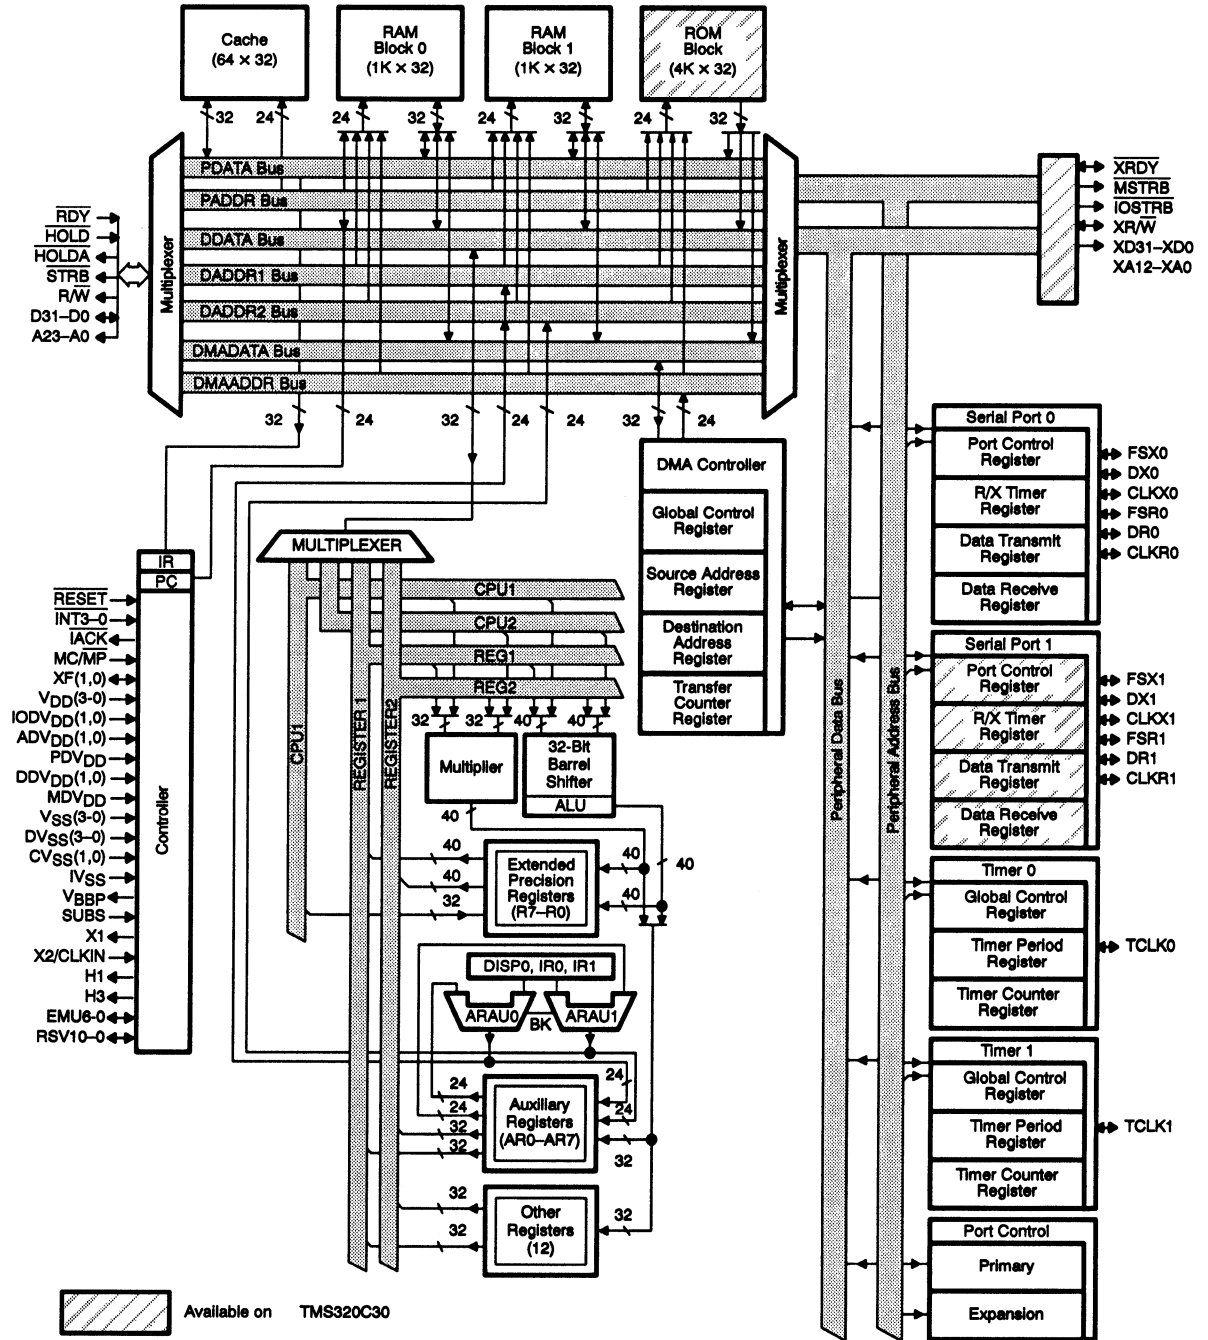 Cache
(64 × 32)
RAM
Block 0
(1K × 32)
RAM
Block 1
(1K × 32)
ROM
Block
(4K × 32)
32
24
24
32
24
32
24
32
PDATA Bus
PADDR Bus
DDATA Bus
DADDR1 Bus
DADDR2 Bus
DMADATA Bus
DMAADDR Bus
Multiplexer
Multiplexer
RDY
HOLD
HOLDA
STRB
R/W
D31–D0
A23–A0
XRDY
MSTRB
IOSTRB
XR/W
XD31–XD0
XA12–XA0
32
24
32
24
24
32
24
IR
PC
Controller
RESET
INT3–0
IACK
MC/MP
XF(1,0)
VDD(3-0)
IODVDD(1,0)
ADVDD(1,0)
PDVDD
DDVDD(1,0)
MDVDD
VSS(3-0)
DVSS(3–0)
CVSS(1,0)
IVSS
VBBP
SUBS
X1
X2/CLKIN
H1
H3
EMU6-0
RSV10–0
MULTIPLEXER
CPU1
CPU2
REG1
REG2
CPU1
REGISTER 1
REGISTER2
32
32
40
40
Multiplier
32-Bit
Barrel
Shifter
ALU
40
40
40
40
32
40
40
Extended
Precision
Registers
(R7–R0)
DISP0, IR0, IR1
ARAU0
BK
ARAU1
24
24
24
24
32
32
32
Auxiliary
Registers
(AR0–AR7)
32
32
32
Other
Registers
(12)
DMA Controller
Global Control
Register
Source Address
Register
Destination
Address
Register
Transfer
Counter
Register
Peripheral Data Bus
Peripheral Address Bus
Serial Port 0
Port Control
Register
R/X Timer
Register
Data Transmit
Register
Data Receive
Register
FSX0
DX0
CLKX0
FSR0
DR0
CLKR0
Serial Port 1
Port Control
Register
R/X Timer
Register
Data Transmit
Register
Data Receive
Register
FSX1
DX1
CLKX1
FSR1
DR1
CLKR1
Timer 0
Global Control
Register
Timer Period
Register
Timer Counter
Register
TCLK0
Timer 1
Global Control
Register
Timer Period
Register
Timer Counter
Register
TCLK1
Port Control
Primary
Expansion
Available on TMS320C30